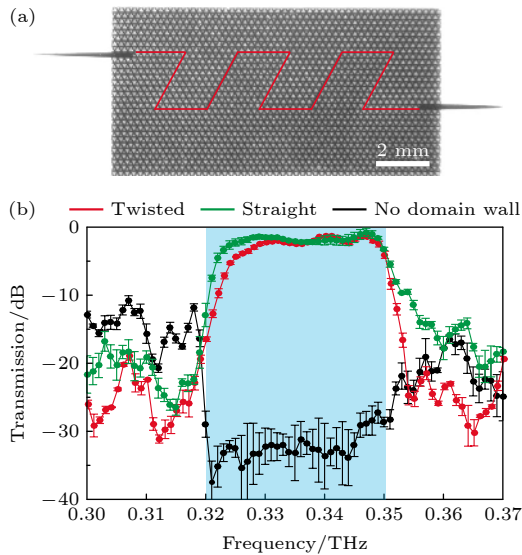 (a)
2 mm
(b)
Twisted Straight No domain wall
0
−10
−20
−30
−40
Transmission/dB
0.30 0.31 0.32 0.33 0.34 0.35 0.36 0.37
Frequency/THz